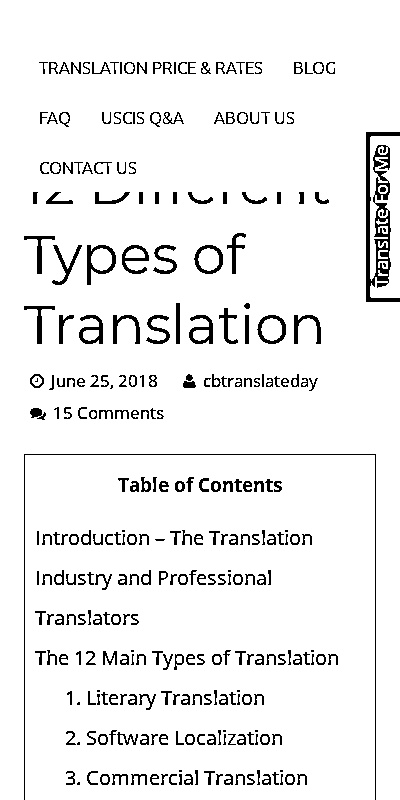 TRANSLATION PRICE & RATES BLOG
FAQ USCIS Q&A ABOUT US
CONTACT US
Translate For Me
12 Different
Types of
Translation
June 25, 2018 cbtranslateday
15 Comments
Table of Contents
Introduction – The Translation
Industry and Professional
Translators
The 12 Main Types of Translation
1. Literary Translation
2. Software Localization
3. Commercial Translation